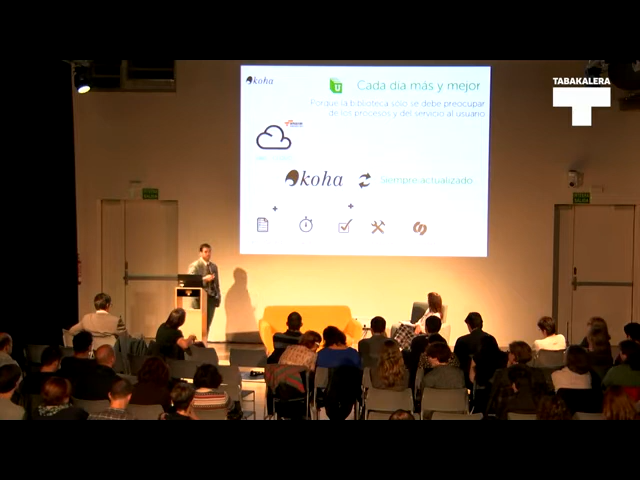 koha
Cada día más y mejor
TABAKALERA
T
Porque la biblioteca sólo se debe preocupar
de los procesos y del servicio al usuario
koha
Siempre actualizado